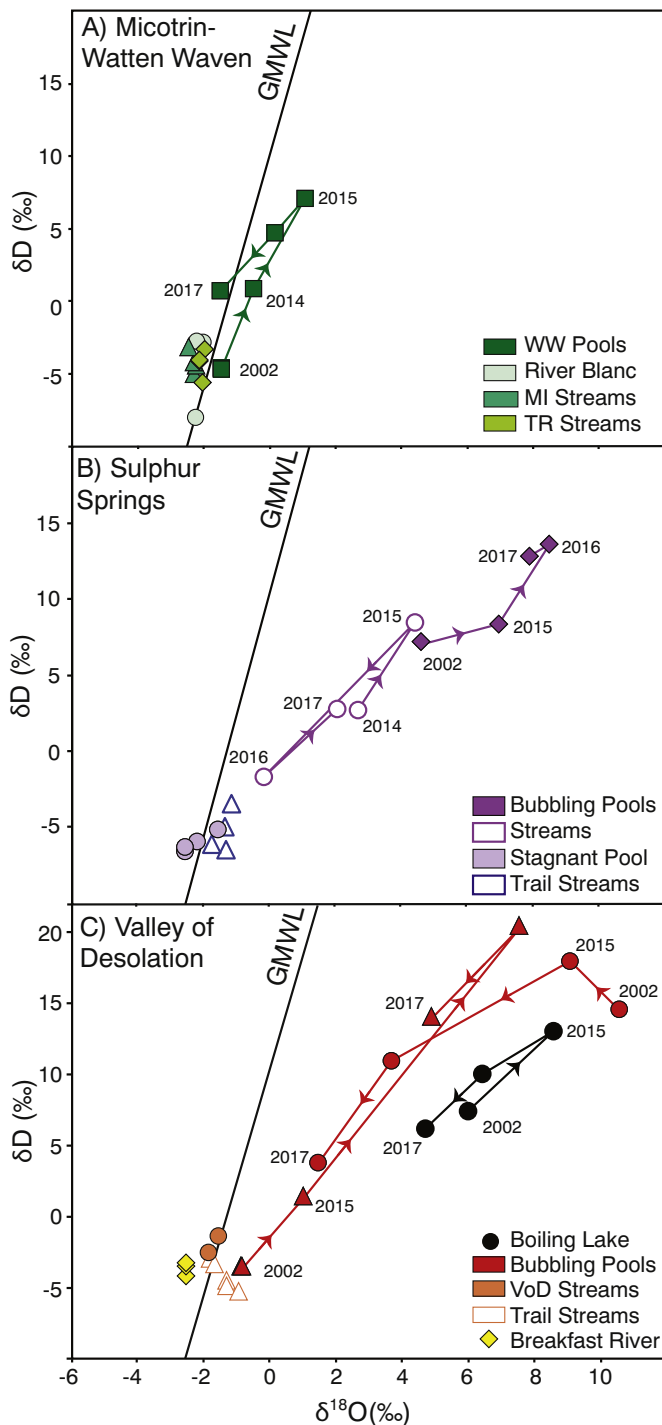 A) Micotrin-
Watten Waven
GMWL
15
10
5
0
-5
δD (‰)
2015
2017
2014
2002
WW Pools
River Blanc
MI Streams
TR Streams
B) Sulphur
Springs
GMWL
15
10
5
0
-5
δD (‰)
2017
2016
2015
2015
2002
2017
2014
2016
Bubbling Pools
Streams
Stagnant Pool
Trail Streams
C) Valley of
Desolation
GMWL
20
15
10
5
0
-5
δD (‰)
2015
2017
2002
2015
2017
2002
2017
2015
2002
Boiling Lake
Bubbling Pools
VoD Streams
Trail Streams
Breakfast River
-6 -4 -2 0 2 4 6 8 10
δ¹⁸O(‰)